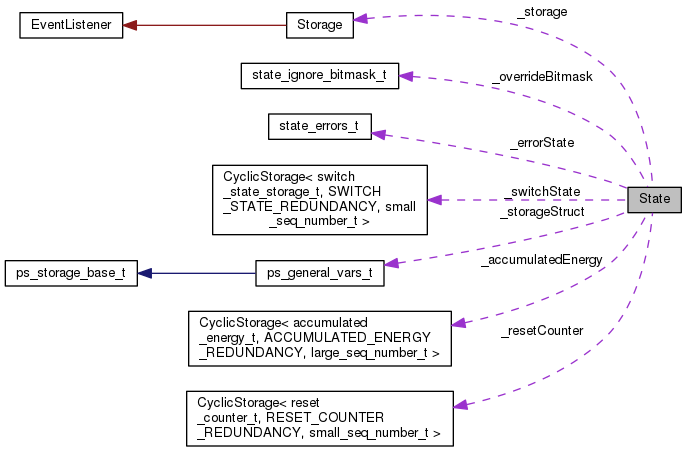 _storage
EventListener
Storage
state_ignore_bitmask_t
_overrideBitmask
state_errors_t
_errorState
CyclicStorage< switch
_state_storage_t, SWITCH
_STATE_REDUNDANCY, small
_seq_number_t >
_switchState
State
_storageStruct
ps_storage_base_t
ps_general_vars_t
_accumulatedEnergy
CyclicStorage< accumulated
_energy_t, ACCUMULATED_ENERGY
_REDUNDANCY, large_seq_number_t >
_resetCounter
CyclicStorage< reset
_counter_t, RESET_COUNTER
_REDUNDANCY, small_seq_number_t >